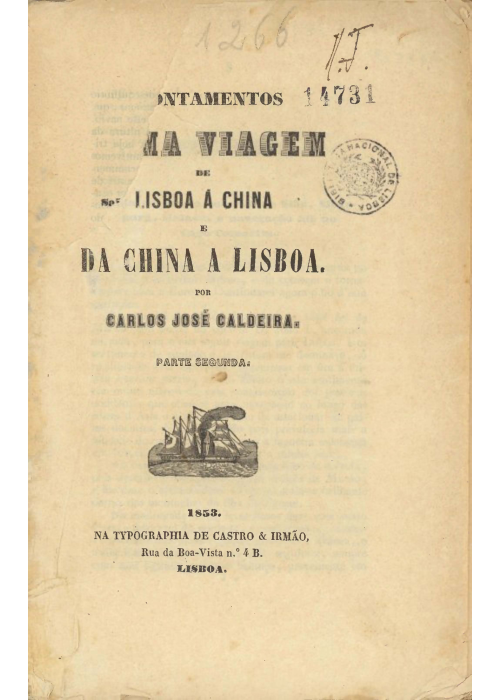 1266
14731
ONTAMENTOS
MA VIAGEM
DE
LISBOA Á CHINA
E
DA CHINA A LISBOA.
POR
CARLOS JOSÉ CALDEIRA.
PARTE SEGUNDA.
1853.
NA TYPOGRAPHIA DE CASTRO & IRMÃO,
Rua da Boa-Vista n.º 4 B.
LISBOA.